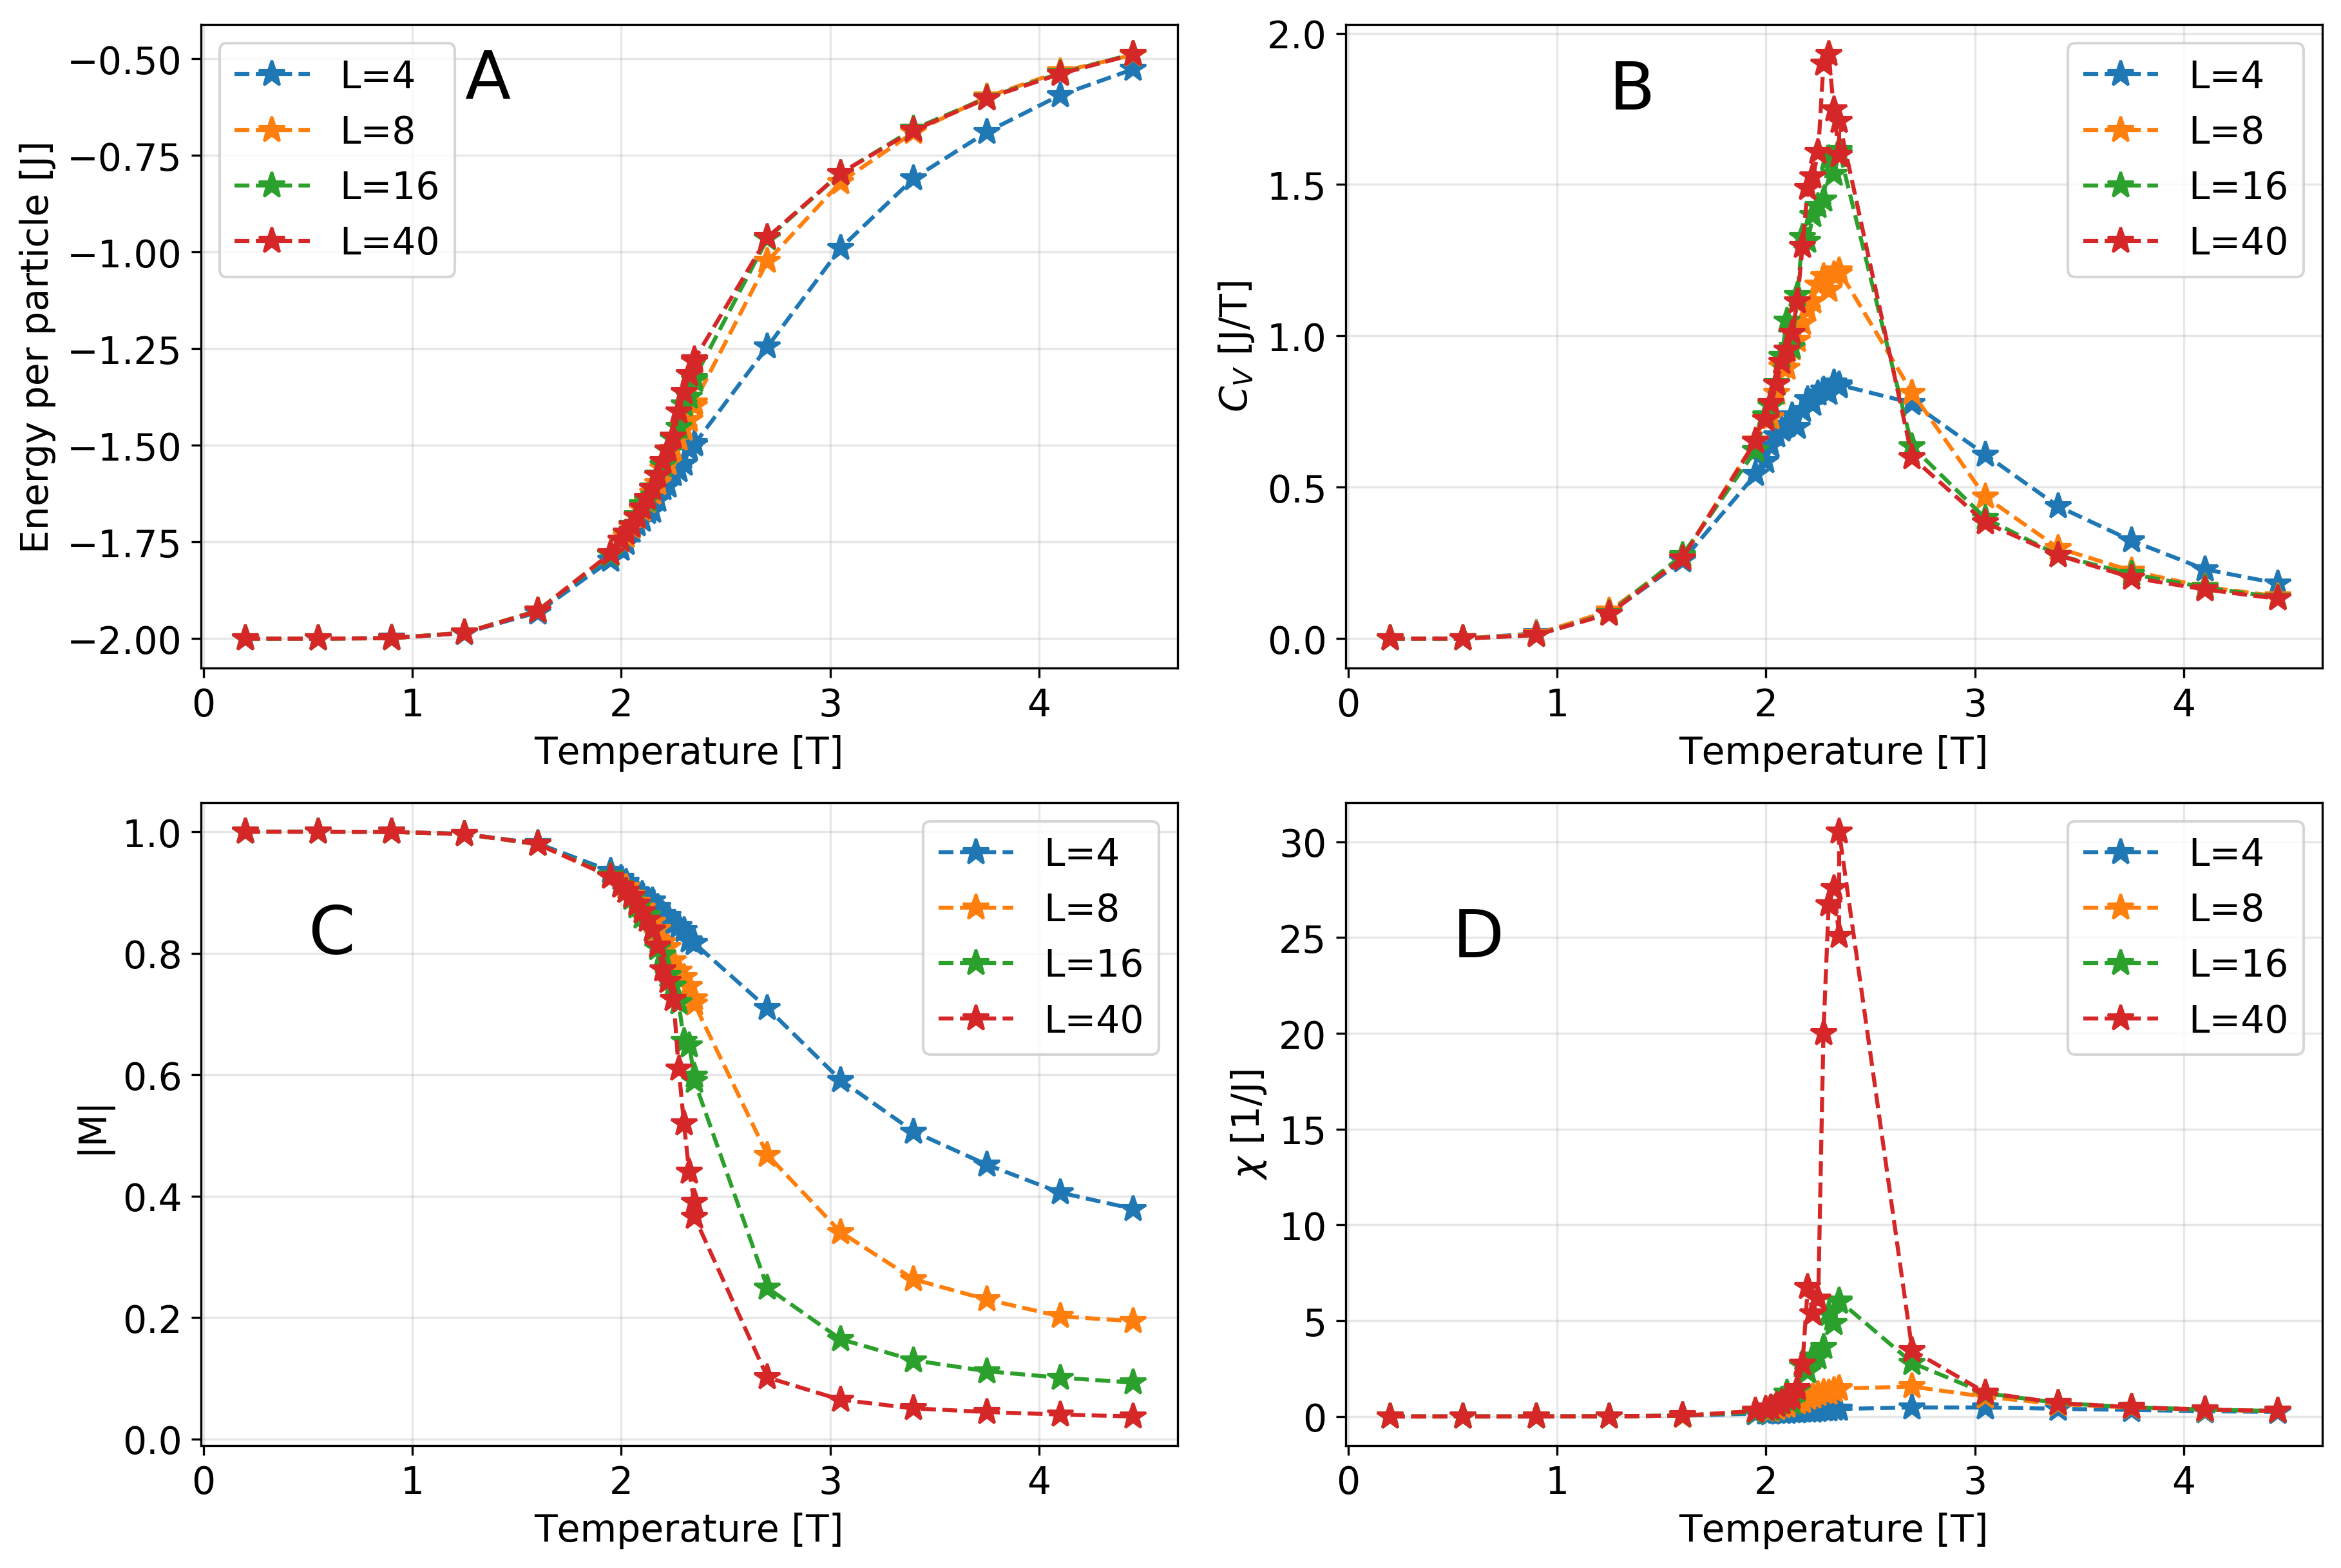 A
L=4
L=8
L=16
L=40
−0.50
−0.75
−1.00
−1.25
−1.50
−1.75
−2.00
Energy per particle [J]
0 1 2 3 4
Temperature [T]
B
L=4
L=8
L=16
L=40
2.0
1.5
1.0
0.5
0.0
C_V [J/T]
0 1 2 3 4
Temperature [T]
C
L=4
L=8
L=16
L=40
1.0
0.8
0.6
0.4
0.2
0.0
|M|
0 1 2 3 4
Temperature [T]
D
L=4
L=8
L=16
L=40
30
25
20
15
10
5
0
χ [1/J]
0 1 2 3 4
Temperature [T]